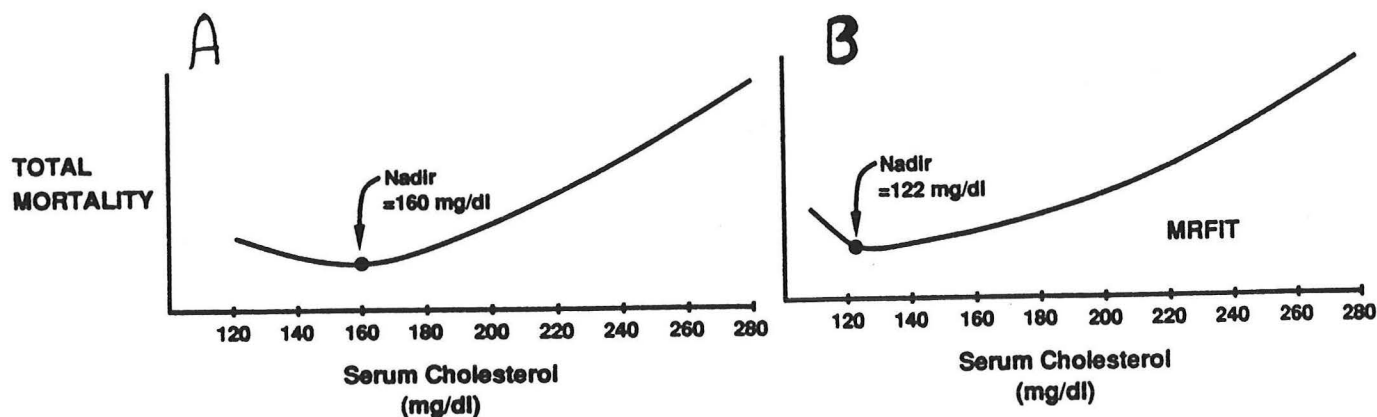 A
TOTAL
MORTALITY
Nadir
=160 mg/dl
120 140 160 180 200 220 240 260 280
Serum Cholesterol
(mg/dl)
B
Nadir
=122 mg/dl
MRFIT
120 140 160 180 200 220 240 260 280
Serum Cholesterol
(mg/dl)